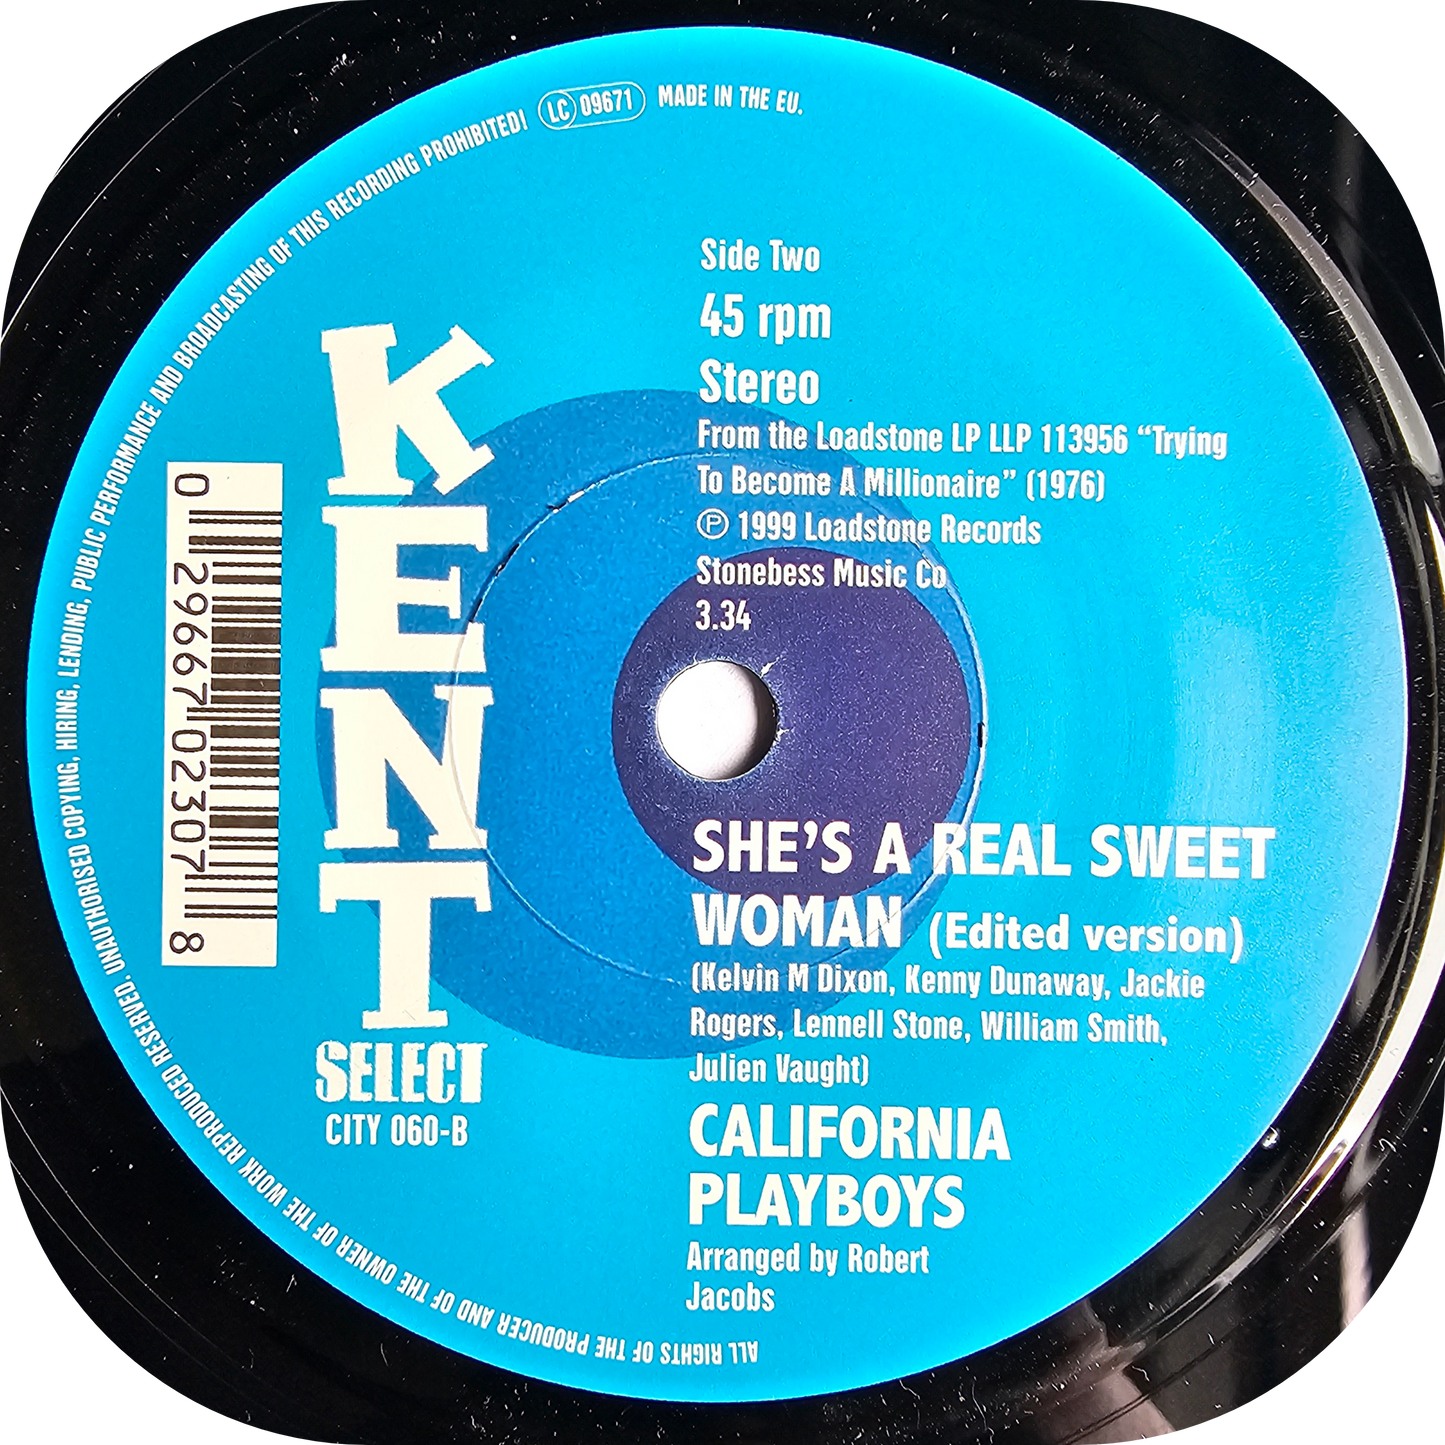 ALL RIGHTS OF THE PRODUCER AND OF THE OWNER OF THE WORK REPRODUCED RESERVED. UNAUTHORISED COPYING, HIRING, LENDING, PUBLIC PERFORMANCE AND BROADCASTING OF THIS RECORDING PROHIBITED! LC 09671 MADE IN THE EU.
0 29667 02307 8
KENT
SELECT
CITY 060-B
Side Two
45 rpm
Stereo
From the Loadstone LP LLP 113956 “Trying
To Become A Millionaire” (1976)
℗ 1999 Loadstone Records
Stonebess Music Co
3.34
SHE’S A REAL SWEET
WOMAN (Edited version)
(Kelvin M Dixon, Kenny Dunaway, Jackie
Rogers, Lennell Stone, William Smith,
Julien Vaught)
CALIFORNIA
PLAYBOYS
Arranged by Robert
Jacobs